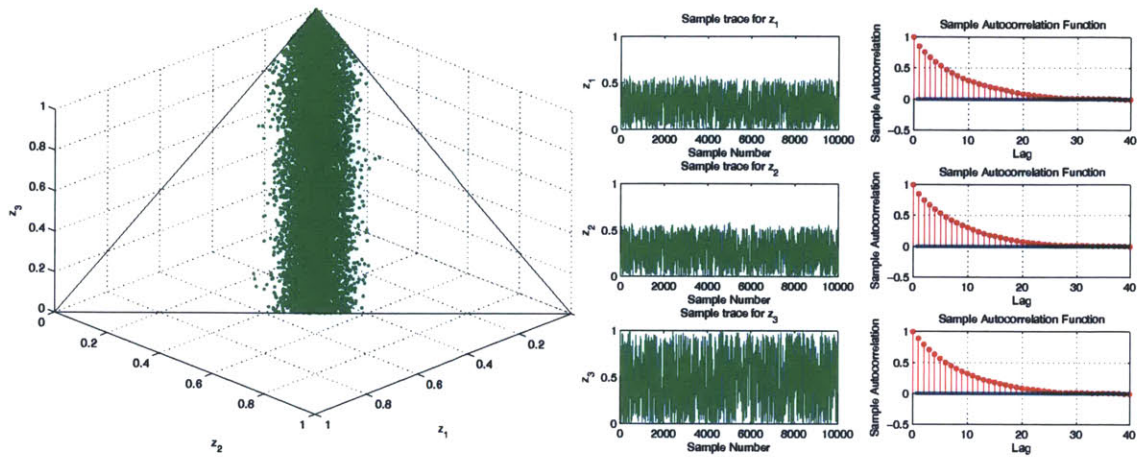 z3
1
0.8
0.6
0.4
0.2
0
0
0.2
0.4
0.6
0.8
1
z2
1
0.8
0.6
0.4
0.2
z1
Sample trace for z1
1
0.5
0
z1
0 2000 4000 6000 8000 10000
Sample Number
Sample Autocorrelation Function
Sample Autocorrelation
1
0.5
0
−0.5
0 10 20 30 40
Lag
Sample trace for z2
1
0.5
0
z2
0 2000 4000 6000 8000 10000
Sample Number
Sample Autocorrelation Function
Sample Autocorrelation
1
0.5
0
−0.5
0 10 20 30 40
Lag
Sample trace for z3
1
0.5
0
z3
0 2000 4000 6000 8000 10000
Sample Number
Sample Autocorrelation Function
Sample Autocorrelation
1
0.5
0
−0.5
0 10 20 30 40
Lag